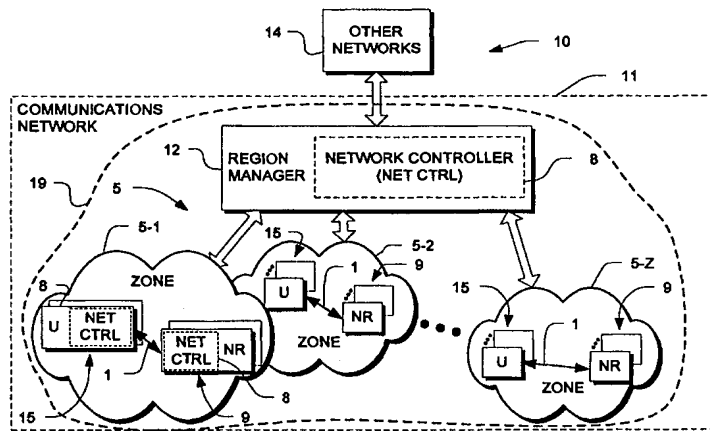 14
OTHER
NETWORKS
10
11
COMMUNICATIONS
NETWORK
12
REGION
MANAGER
NETWORK CONTROLLER
(NET CTRL)
8
19
5
5-1
15
5-2
9
5-Z
8
ZONE
1
U
NR
ZONE
15
9
1
U
NET
CTRL
NET
CTRL
NR
U
NR
ZONE
15
1
9
8